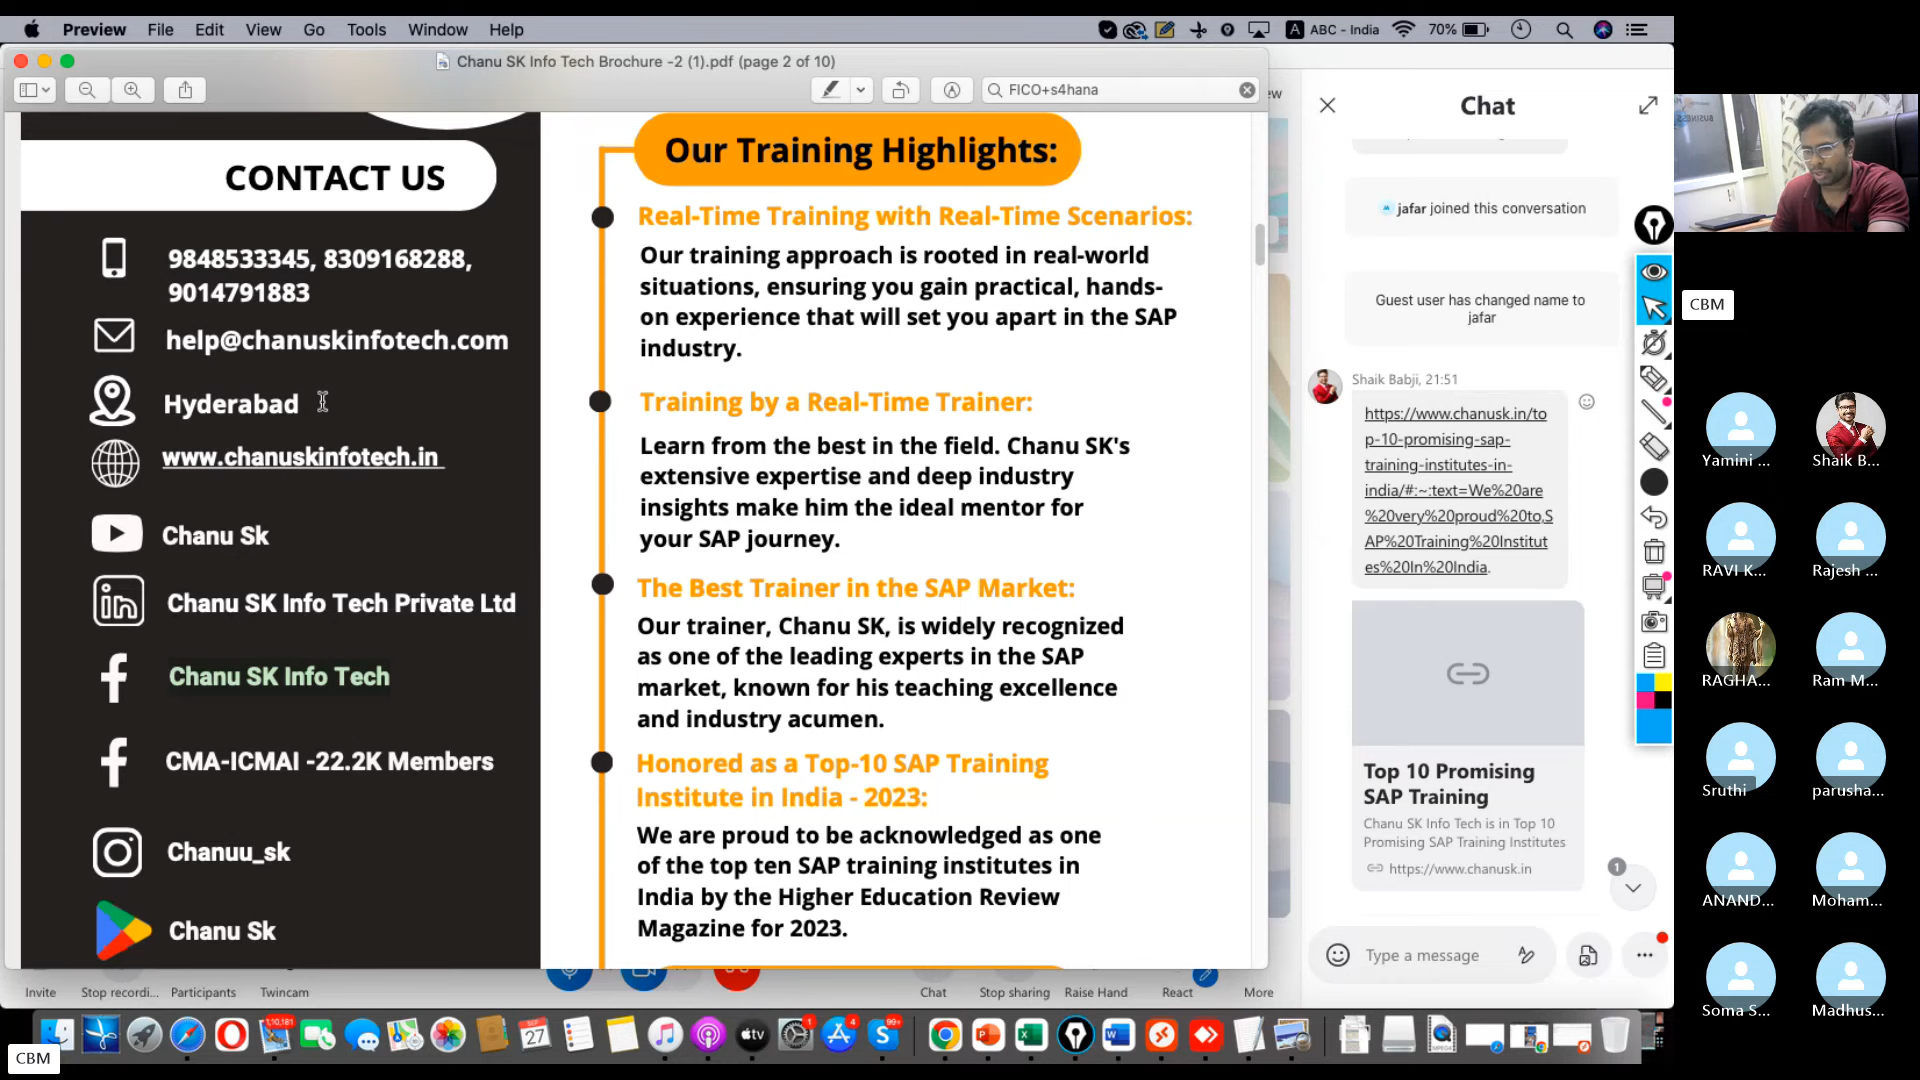 Preview File Edit View Go Tools Window Help
ABC - India 70%
Chanu SK Info Tech Brochure -2 (1).pdf (page 2 of 10)
FICO+s4hana
CONTACT US
9848533345, 8309168288,
9014791883
help@chanuskinfotech.com
Hyderabad
www.chanuskinfotech.in
Chanu Sk
Chanu SK Info Tech Private Ltd
Chanu SK Info Tech
CMA-ICMAI -22.2K Members
Chanuu_sk
Chanu Sk
Our Training Highlights:
Real-Time Training with Real-Time Scenarios:
Our training approach is rooted in real-world
situations, ensuring you gain practical, hands-
on experience that will set you apart in the SAP
industry.
Training by a Real-Time Trainer:
Learn from the best in the field. Chanu SK's
extensive expertise and deep industry
insights make him the ideal mentor for
your SAP journey.
The Best Trainer in the SAP Market:
Our trainer, Chanu SK, is widely recognized
as one of the leading experts in the SAP
market, known for his teaching excellence
and industry acumen.
Honored as a Top-10 SAP Training
Institute in India - 2023:
We are proud to be acknowledged as one
of the top ten SAP training institutes in
India by the Higher Education Review
Magazine for 2023.
ew
Chat
jafar joined this conversation
Guest user has changed name to
jafar
Shaik Babji, 21:51
https://www.chanusk.in/to
p-10-promising-sap-
training-institutes-in-
india/#:~:text=We%20are
%20very%20proud%20to,S
AP%20Training%20Institut
es%20In%20India.
Top 10 Promising
SAP Training
Chanu SK Info Tech is in Top 10
Promising SAP Training Institutes
https://www.chanusk.in
1
Type a message
Invite Stop recordi... Participants Twincam Chat Stop sharing Raise Hand React More
CBM
Yamini ... Shaik B...
RAVI K... Rajesh ...
RAGHA... Ram M...
Sruthi parusha...
ANAND... Moham...
Soma S... Madhus...
1,10,181
SEP
27
tv
1
4
99+
CBM